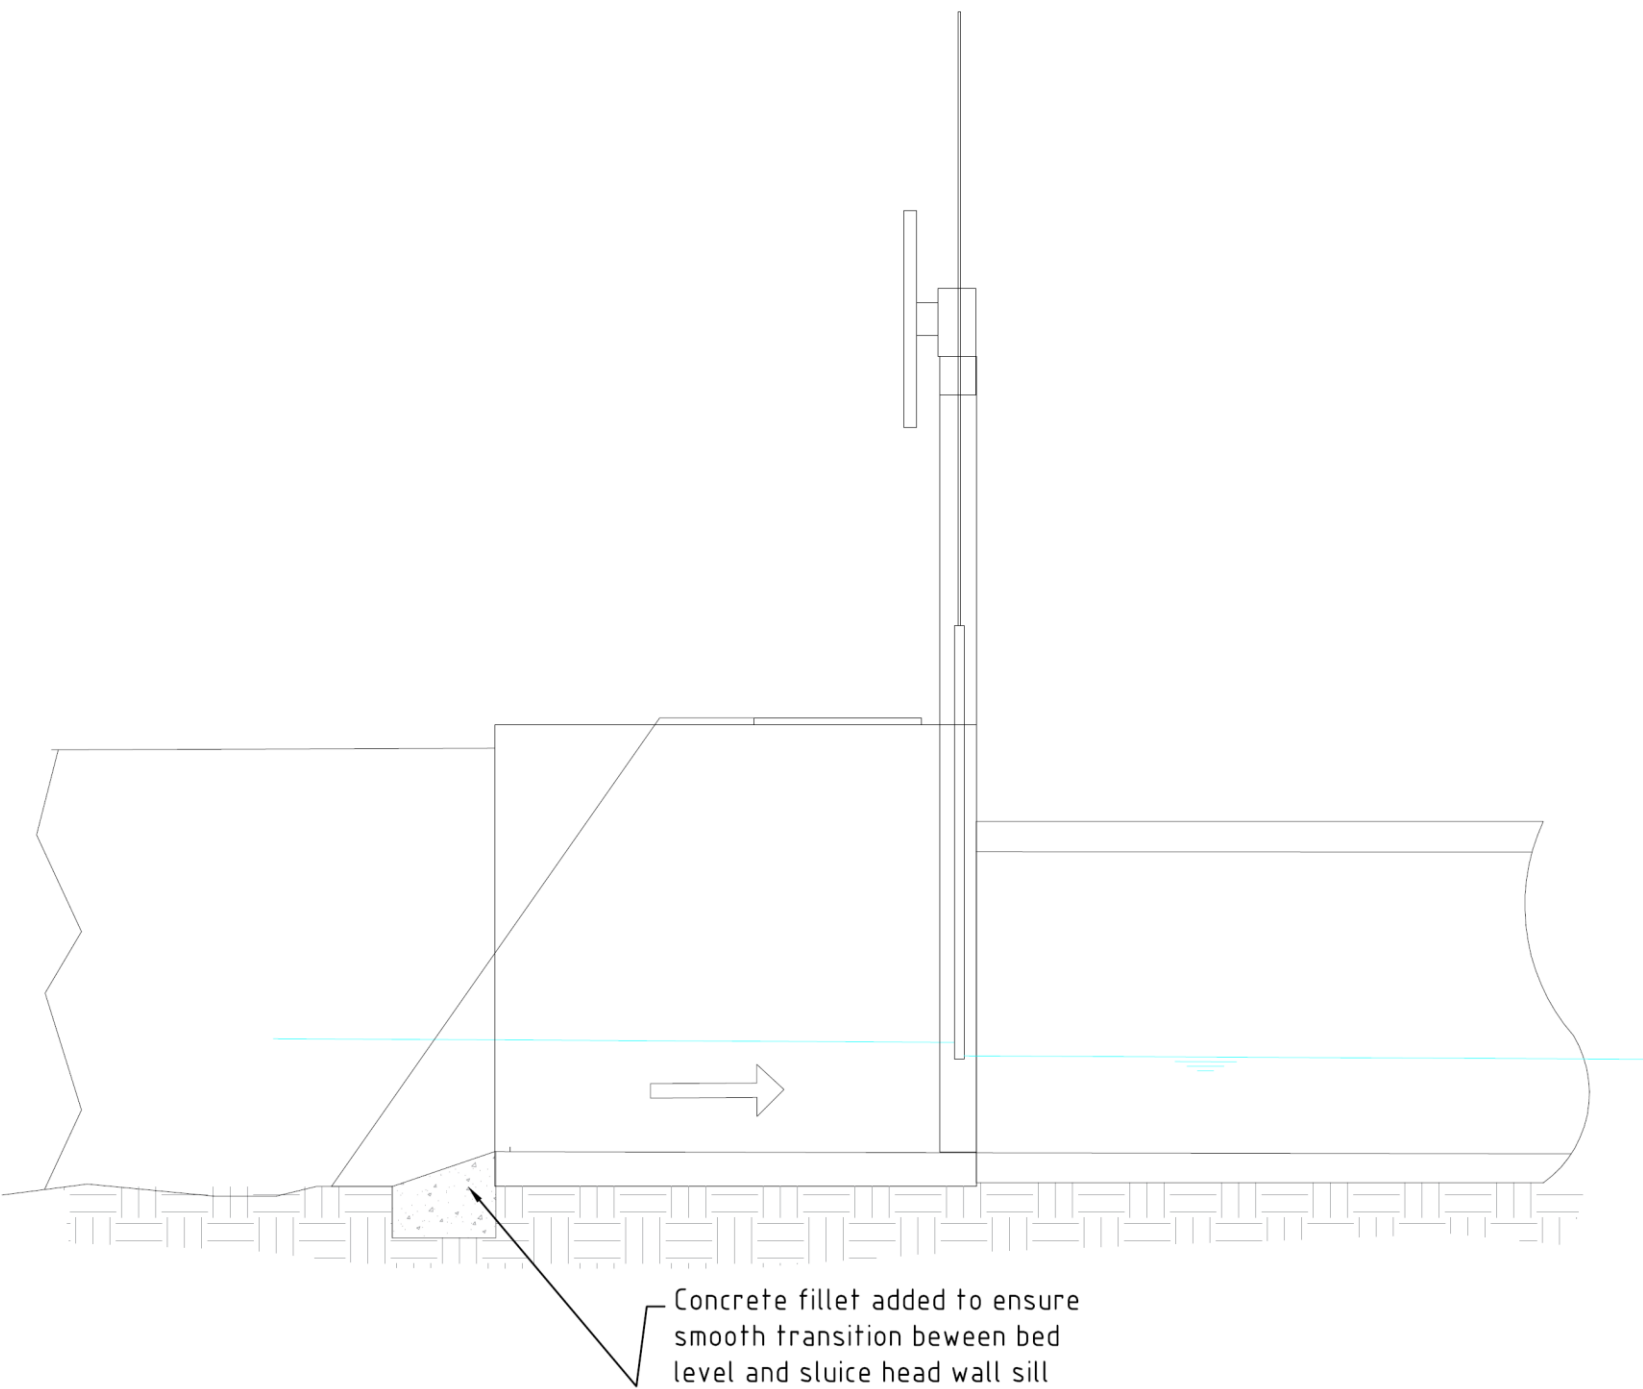 Concrete fillet added to ensure
smooth transition beween bed
level and sluice head wall sill